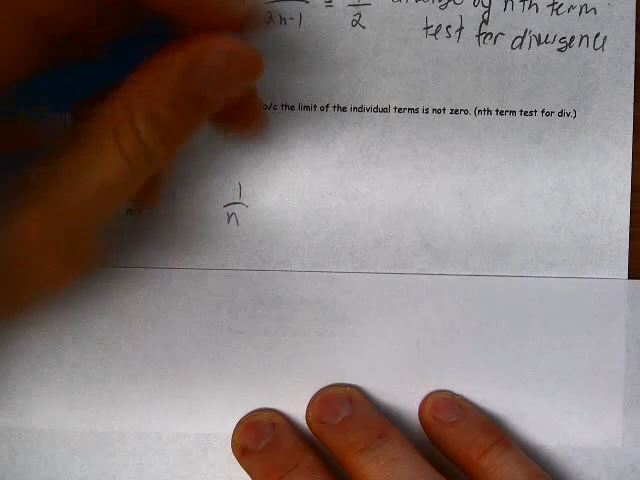 2n-1 = 1/2 diverge by nth term
test for divergence
b/c the limit of the individual terms is not zero. (nth term test for div.)
1
n